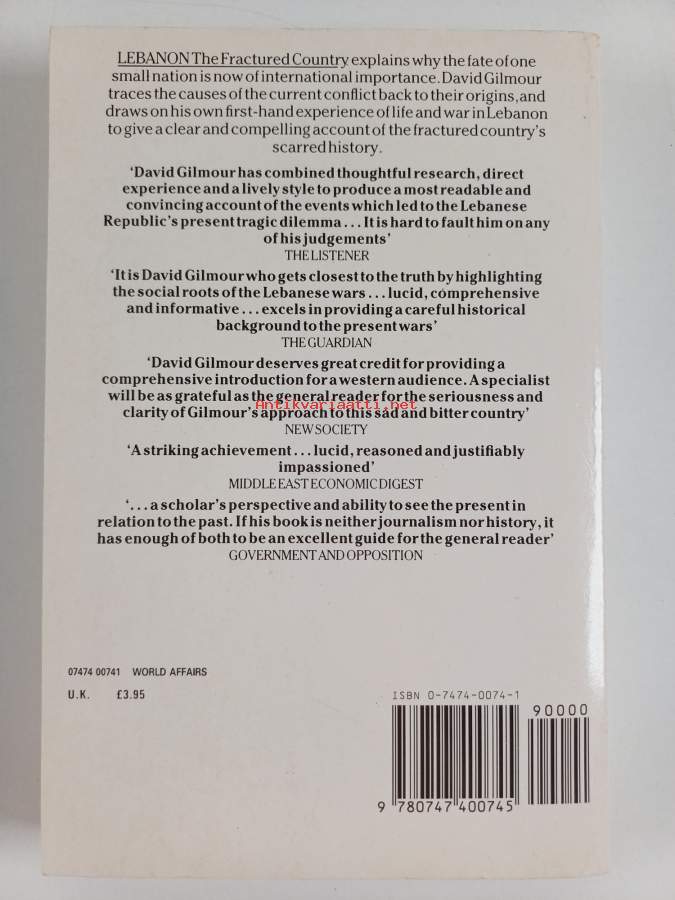 LEBANON The Fractured Country explains why the fate of one
small nation is now of international importance. David Gilmour
traces the causes of the current conflict back to their origins, and
draws on his own first-hand experience of life and war in Lebanon
to give a clear and compelling account of the fractured country's
scarred history.
‘David Gilmour has combined thoughtful research, direct
experience and a lively style to produce a most readable and
convincing account of the events which led to the Lebanese
Republic's present tragic dilemma . . . It is hard to fault him on any
of his judgements’
THE LISTENER
‘It is David Gilmour who gets closest to the truth by highlighting
the social roots of the Lebanese wars . . . lucid, comprehensive
and informative . . . excels in providing a careful historical
background to the present wars’
THE GUARDIAN
‘David Gilmour deserves great credit for providing a
comprehensive introduction for a western audience. A specialist
will be as grateful as the general reader for the seriousness and
clarity of Gilmour's approach to this sad and bitter country’
Antikvariaatti.net
NEW SOCIETY
‘A striking achievement . . . lucid, reasoned and justifiably
impassioned’
MIDDLE EAST ECONOMIC DIGEST
‘. . . a scholar's perspective and ability to see the present in
relation to the past. If his book is neither journalism nor history, it
has enough of both to be an excellent guide for the general reader’
GOVERNMENT AND OPPOSITION
07474 00741 WORLD AFFAIRS
U.K. £3.95
ISBN 0-7474-0074-1
90000
9 780747 400745